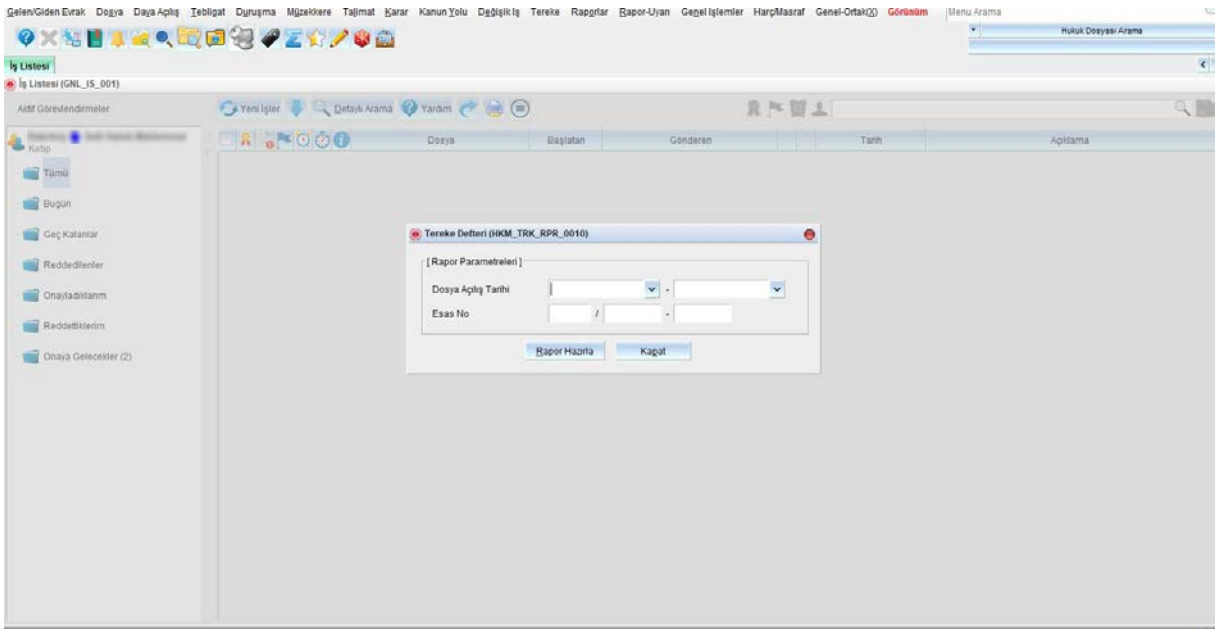 Gelen/Giden Evrak Dosya Dava Açılış Tebligat Duruşma Müzekkere Talimat Karar Kanun Yolu Değişik İş Tereke Raporlar Rapor-Uyarı Genel İşlemler HarçMasraf Genel-Ortak(X) Görünüm Menu Arama
Hukuk Dosyası Arama
İş Listesi
İş Listesi (GNL_IS_001)
Aktif Görevlendirmeler
Yeni İşler Detaylı Arama Yardım
Katip
Dosya Başlatan Gönderen Tarih Açıklama
Tümü
Bugün
Geç Kalanlar
Reddedilenler
Onayladıklarım
Reddettiklerim
Onaya Gelecekler (2)
Tereke Defteri (HKM_TRK_RPR_0010)
[ Rapor Parametreleri ]
Dosya Açılış Tarihi -
Esas No / -
Rapor Hazırla Kapat